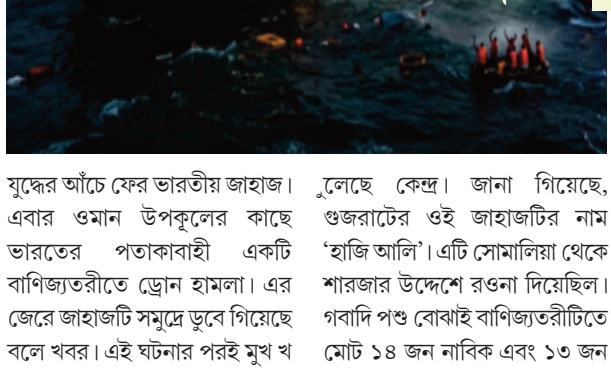 যুদ্ধের আঁচে ফের ভারতীয় জাহাজ।
এবার ওমান উপকূলের কাছে
ভারতের পতাকাবাহী একটি
বাণিজ্যতরীতে ড্রোন হামলা। এর
জেরে জাহাজটি সমুদ্রে ডুবে গিয়েছে
বলে খবর। এই ঘটনার পরই মুখ খ
ুলেছে কেন্দ্র। জানা গিয়েছে,
গুজরাটের ওই জাহাজটির নাম
‘হাজি আলি’। এটি সোমালিয়া থেকে
শারজার উদ্দেশে রওনা দিয়েছিল।
গবাদি পশু বোঝাই বাণিজ্যতরীটিতে
মোট ১৪ জন নাবিক এবং ১৩ জন